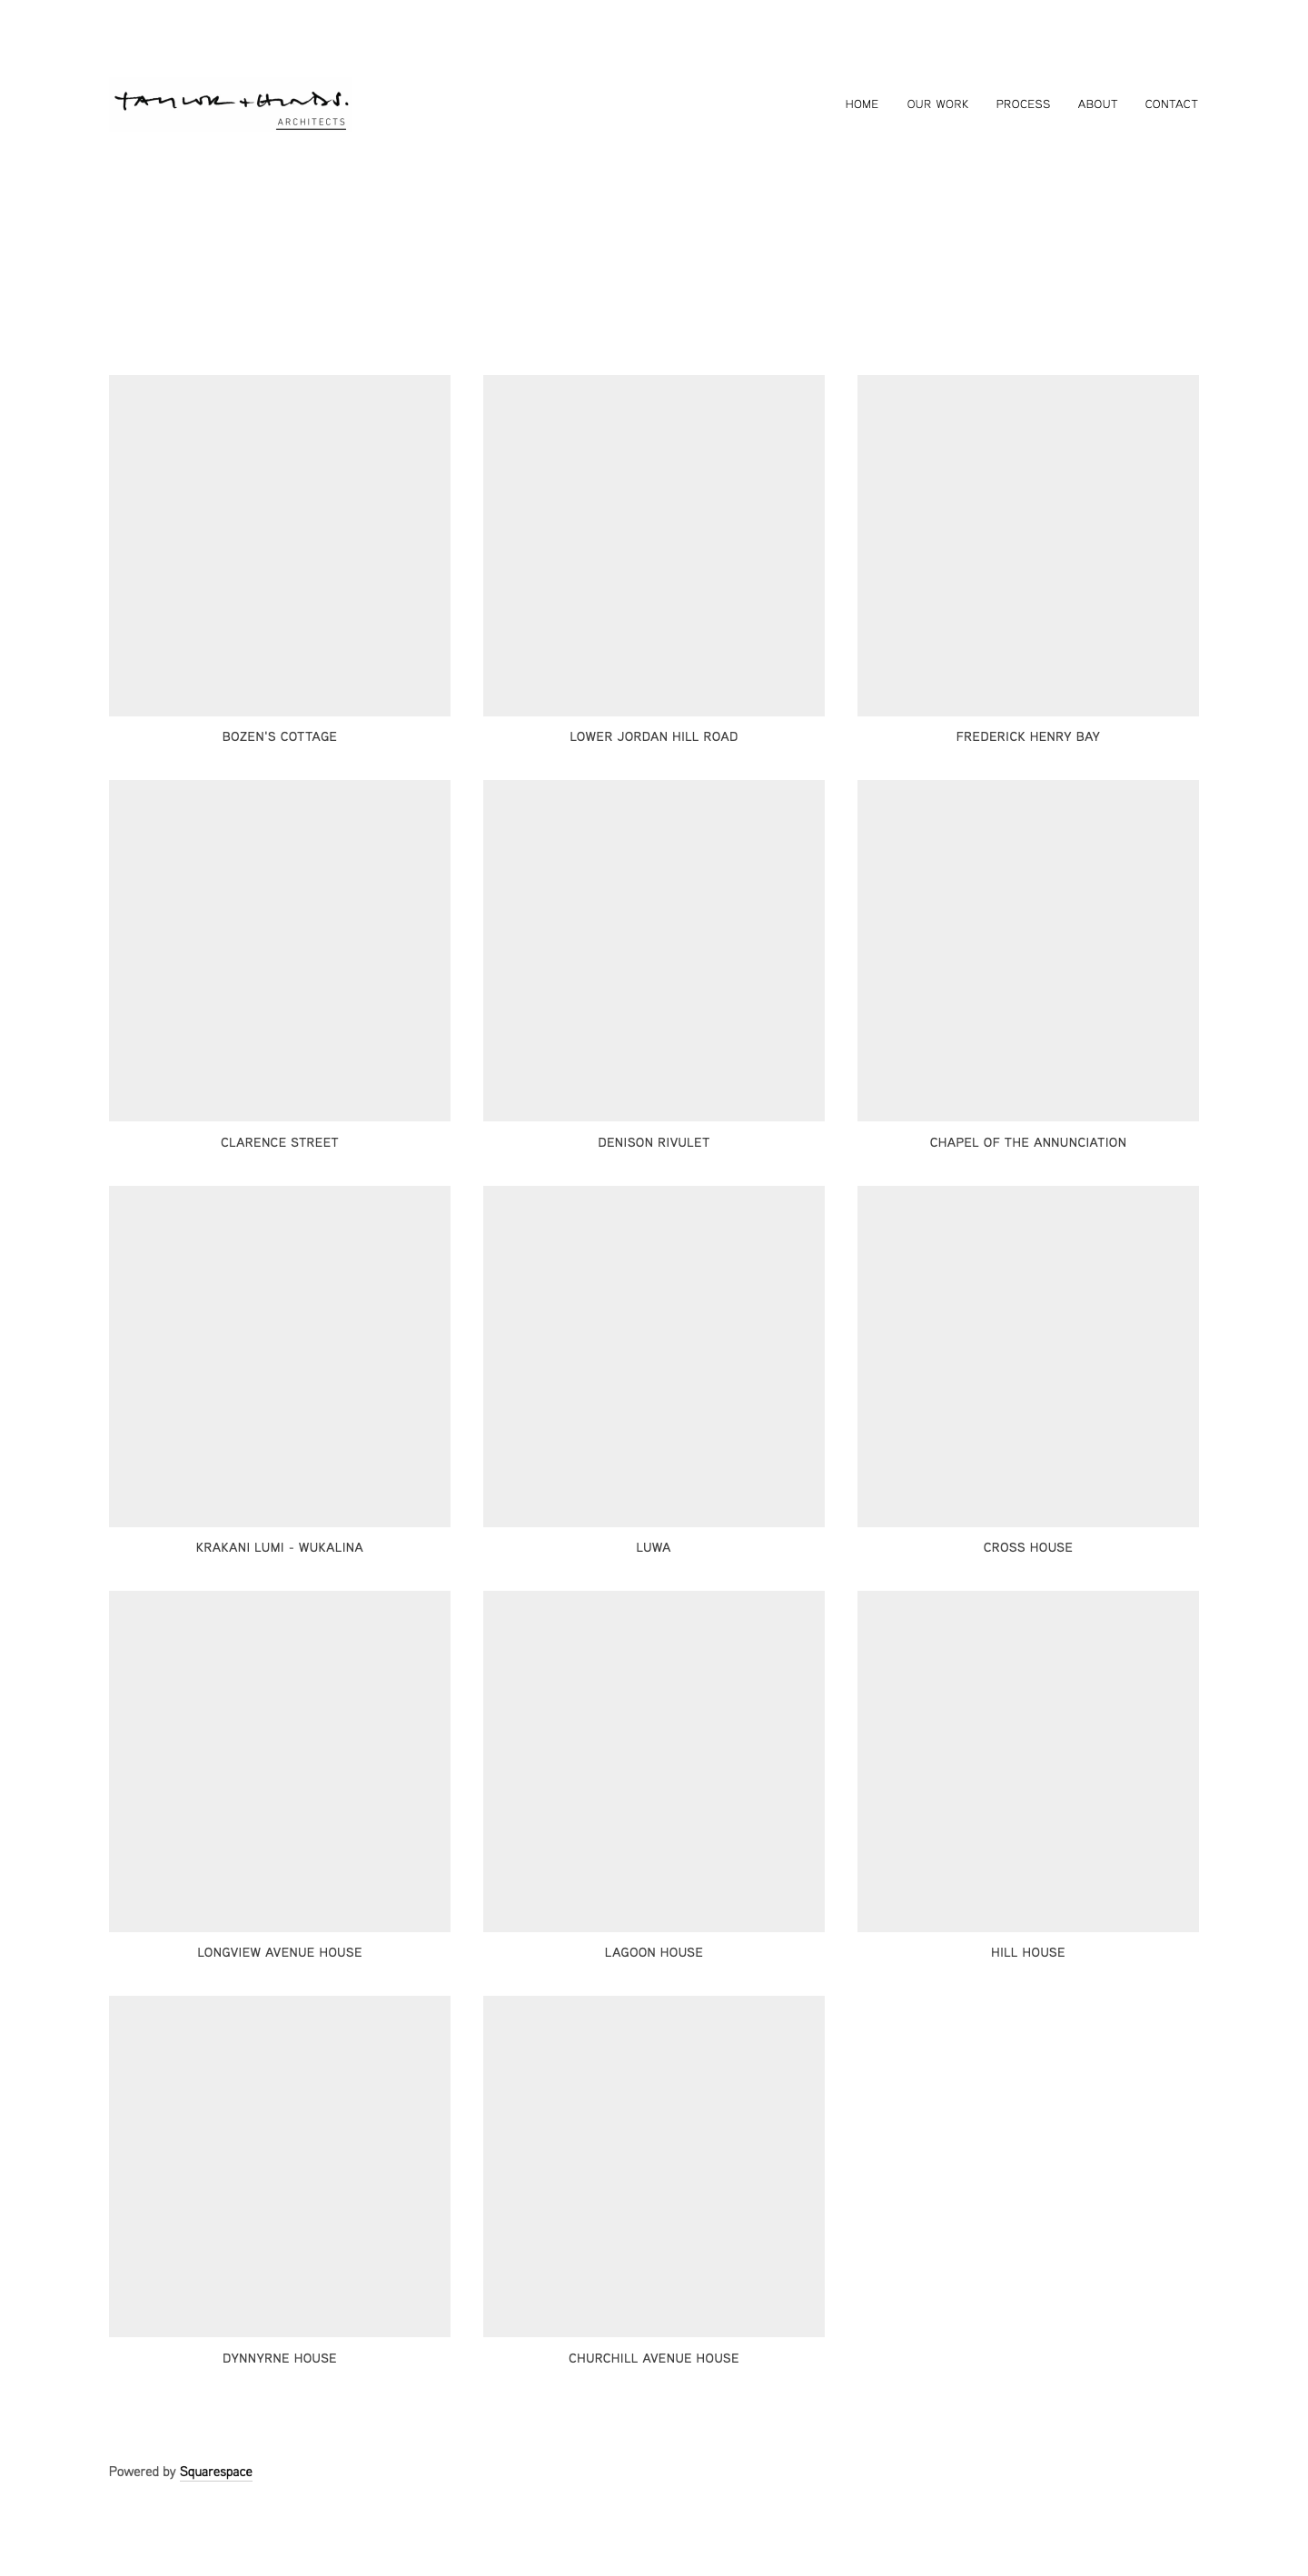 TAYLOR + HINDS.
ARCHITECTS
HOME OUR WORK PROCESS ABOUT CONTACT
BOZEN'S COTTAGE
LOWER JORDAN HILL ROAD
FREDERICK HENRY BAY
CLARENCE STREET
DENISON RIVULET
CHAPEL OF THE ANNUNCIATION
KRAKANI LUMI - WUKALINA
LUWA
CROSS HOUSE
LONGVIEW AVENUE HOUSE
LAGOON HOUSE
HILL HOUSE
DYNNYRNE HOUSE
CHURCHILL AVENUE HOUSE
Powered by Squarespace